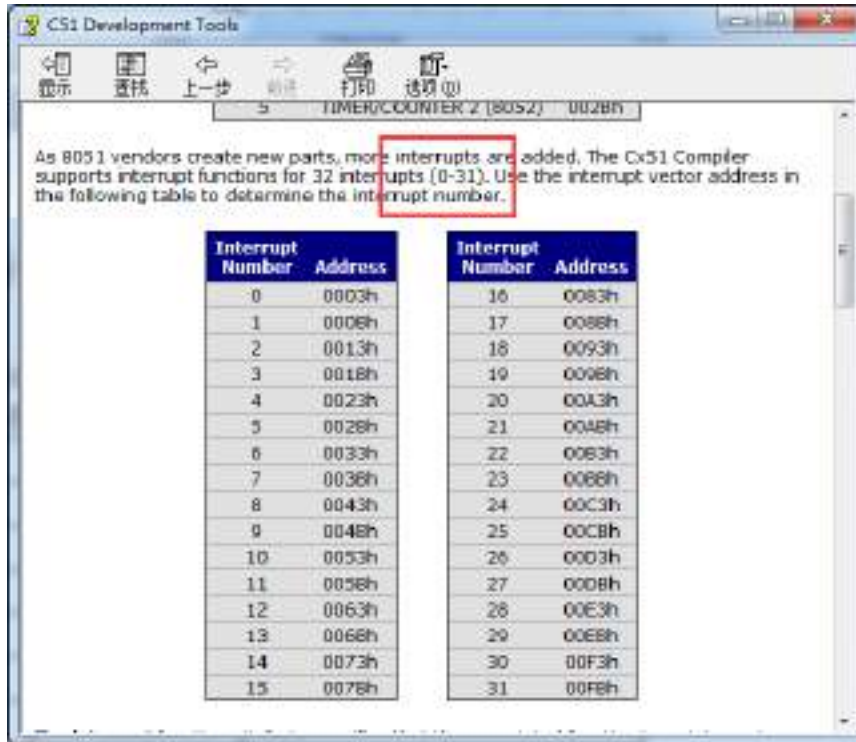 C51 Development Tools
显示 查找 上一步 前进 打印 选项(O)
5 TIMER/COUNTER 2 (8052) 002Bh
As 8051 vendors create new parts, more interrupts are added. The Cx51 Compiler
supports interrupt functions for 32 interrupts (0-31). Use the interrupt vector address in
the following table to determine the interrupt number.
Interrupt Interrupt
Number Address Number Address
0 0003h 16 0083h
1 000Bh 17 008Bh
2 0013h 18 0093h
3 001Bh 19 009Bh
4 0023h 20 00A3h
5 002Bh 21 00ABh
6 0033h 22 00B3h
7 003Bh 23 00BBh
8 0043h 24 00C3h
9 004Bh 25 00CBh
10 0053h 26 00D3h
11 005Bh 27 00DBh
12 0063h 28 00E3h
13 006Bh 29 00EBh
14 0073h 30 00F3h
15 007Bh 31 00FBh